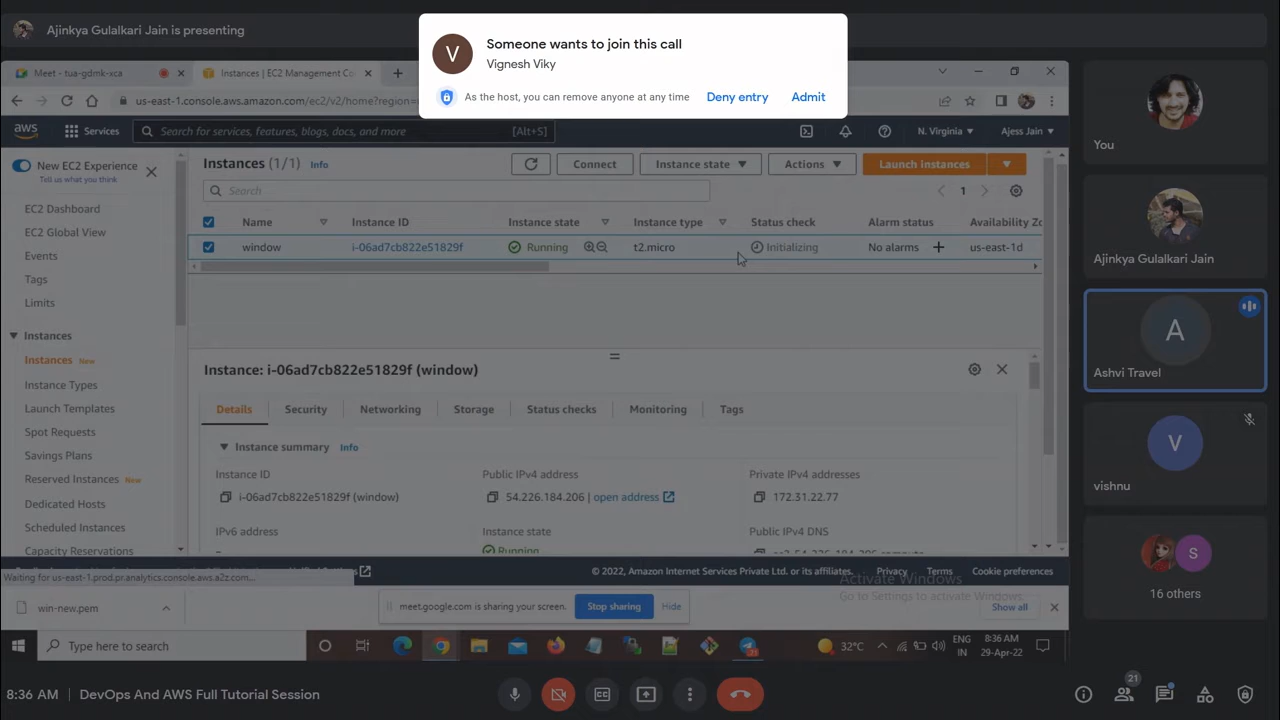 Ajinkya Gulalkari Jain is presenting
V
Someone wants to join this call
Vignesh Viky
As the host, you can remove anyone at any time
Deny entry
Admit
Meet - tua-gdmk-xca
Instances | EC2 Management Co
us-east-1.console.aws.amazon.com/ec2/v2/home?region=
aws
Services
Search for services, features, blogs, docs, and more
[Alt+S]
N. Virginia
Ajess Jain
New EC2 Experience
Tell us what you think
EC2 Dashboard
EC2 Global View
Events
Tags
Limits
Instances
Instances New
Instance Types
Launch Templates
Spot Requests
Savings Plans
Reserved Instances New
Dedicated Hosts
Scheduled Instances
Capacity Reservations
Instances (1/1) Info
Connect
Instance state
Actions
Launch instances
Search
1
Name
Instance ID
Instance state
Instance type
Status check
Alarm status
Availability Zo
window
i-06ad7cb822e51829f
Running
t2.micro
Initializing
No alarms +
us-east-1d
Instance: i-06ad7cb822e51829f (window)
Details
Security
Networking
Storage
Status checks
Monitoring
Tags
Instance summary Info
Instance ID
i-06ad7cb822e51829f (window)
Public IPv4 address
54.226.184.206 | open address
Private IPv4 addresses
172.31.22.77
IPv6 address
–
Instance state
Running
Public IPv4 DNS
© 2022, Amazon Internet Services Private Ltd. or its affiliates.
Privacy
Terms
Cookie preferences
Waiting for us-east-1.prod.pr.analytics.console.aws.a2z.com...
Activate Windows
Go to Settings to activate Windows.
win-new.pem
meet.google.com is sharing your screen.
Stop sharing
Hide
Show all
Type here to search
32°C
ENG
IN
8:36 AM
29-Apr-22
You
Ajinkya Gulalkari Jain
A
Ashvi Travel
V
vishnu
S
16 others
8:36 AM | DevOps And AWS Full Tutorial Session
21